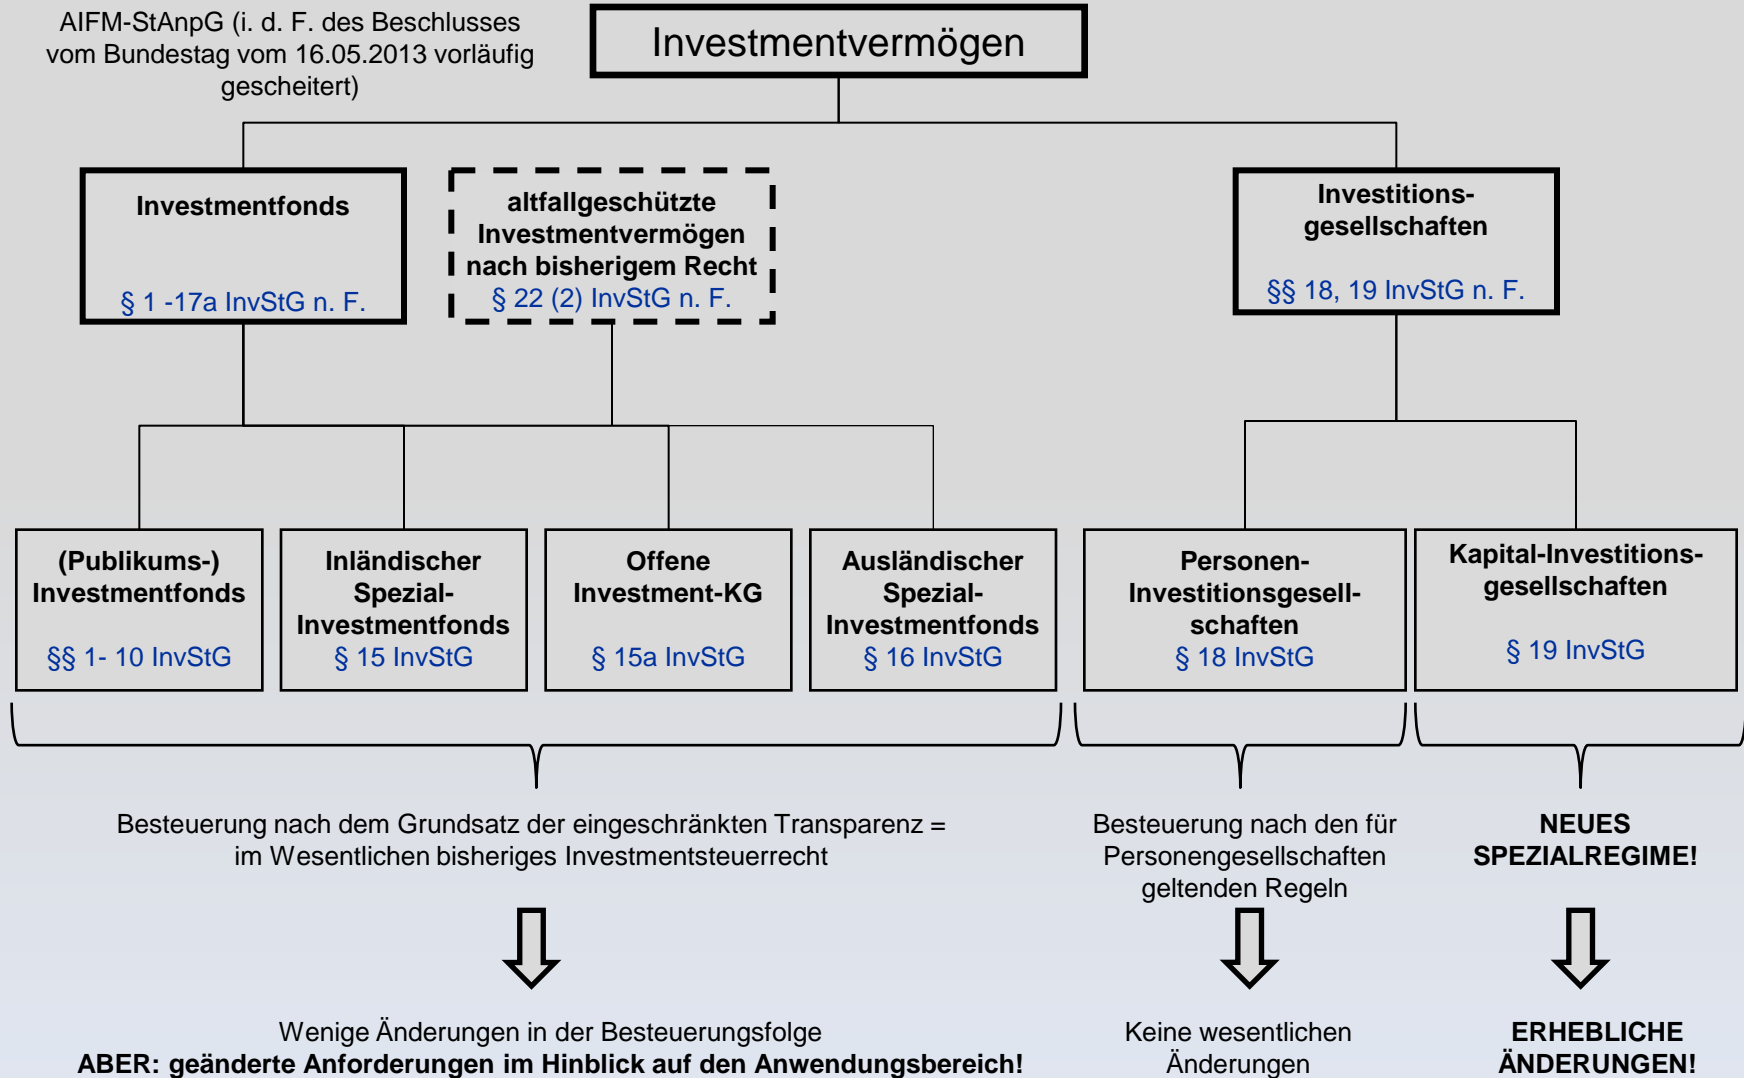 AIFM-StAnpG (i. d. F. des Beschlusses
vom Bundestag vom 16.05.2013 vorläufig
gescheitert)
Investmentvermögen
Investmentfonds
§ 1 -17a InvStG n. F.
altfallgeschützte
Investmentvermögen
nach bisherigem Recht
§ 22 (2) InvStG n. F.
Investitions-
gesellschaften
§§ 18, 19 InvStG n. F.
(Publikums-)
Investmentfonds
§§ 1- 10 InvStG
Inländischer
Spezial-
Investmentfonds
§ 15 InvStG
Offene
Investment-KG
§ 15a InvStG
Ausländischer
Spezial-
Investmentfonds
§ 16 InvStG
Personen-
Investitionsgesell-
schaften
§ 18 InvStG
Kapital-Investitions-
gesellschaften
§ 19 InvStG
Besteuerung nach dem Grundsatz der eingeschränkten Transparenz =
im Wesentlichen bisheriges Investmentsteuerrecht
Besteuerung nach den für
Personengesellschaften
geltenden Regeln
NEUES
SPEZIALREGIME!
Wenige Änderungen in der Besteuerungsfolge
ABER: geänderte Anforderungen im Hinblick auf den Anwendungsbereich!
Keine wesentlichen
Änderungen
ERHEBLICHE
ÄNDERUNGEN!